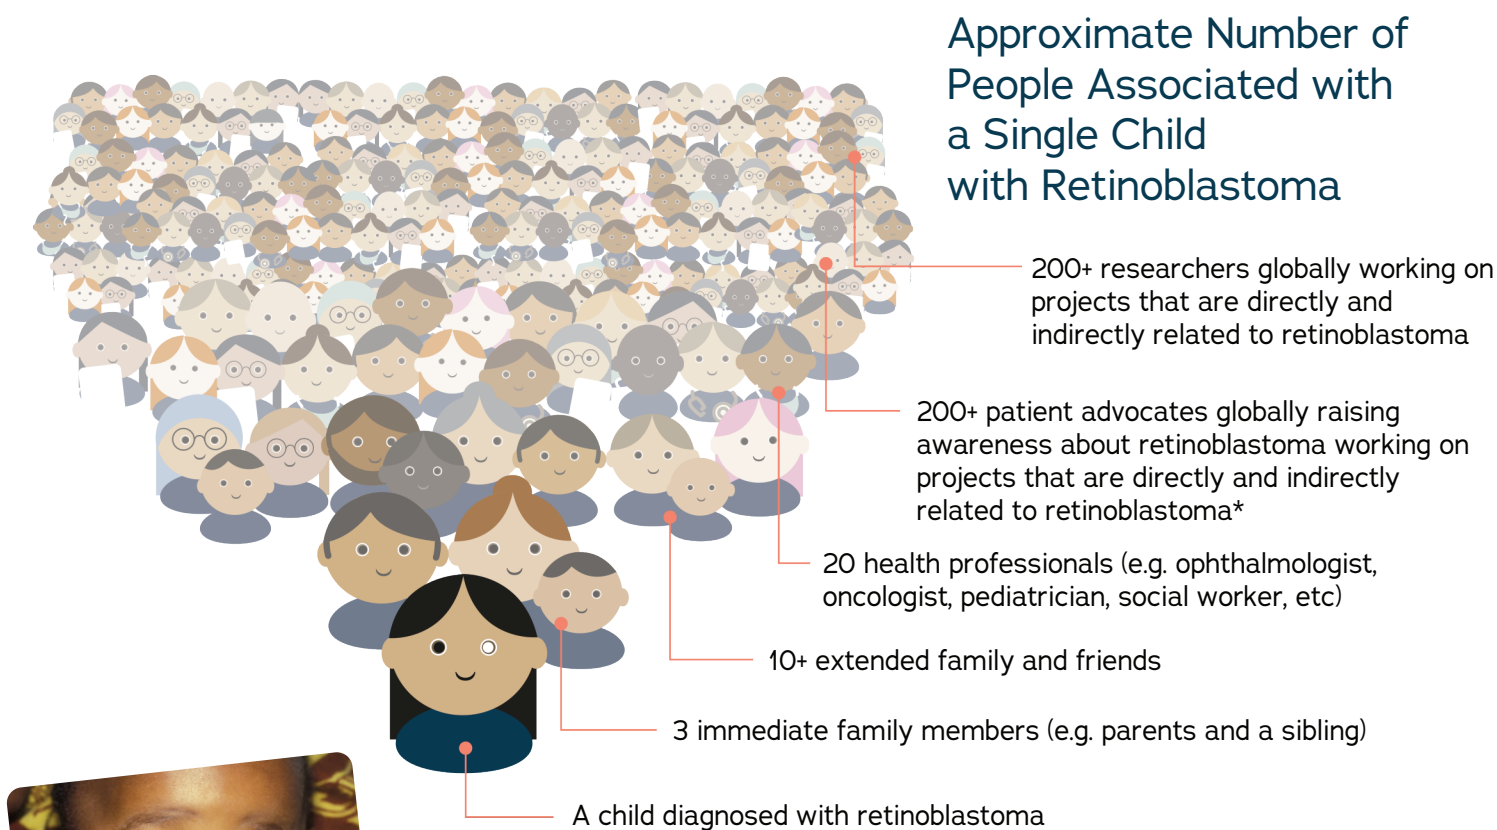 Approximate Number of
People Associated with
a Single Child
with Retinoblastoma
200+ researchers globally working on
projects that are directly and
indirectly related to retinoblastoma
200+ patient advocates globally raising
awareness about retinoblastoma working on
projects that are directly and indirectly
related to retinoblastoma*
20 health professionals (e.g. ophthalmologist,
oncologist, pediatrician, social worker, etc)
10+ extended family and friends
3 immediate family members (e.g. parents and a sibling)
A child diagnosed with retinoblastoma